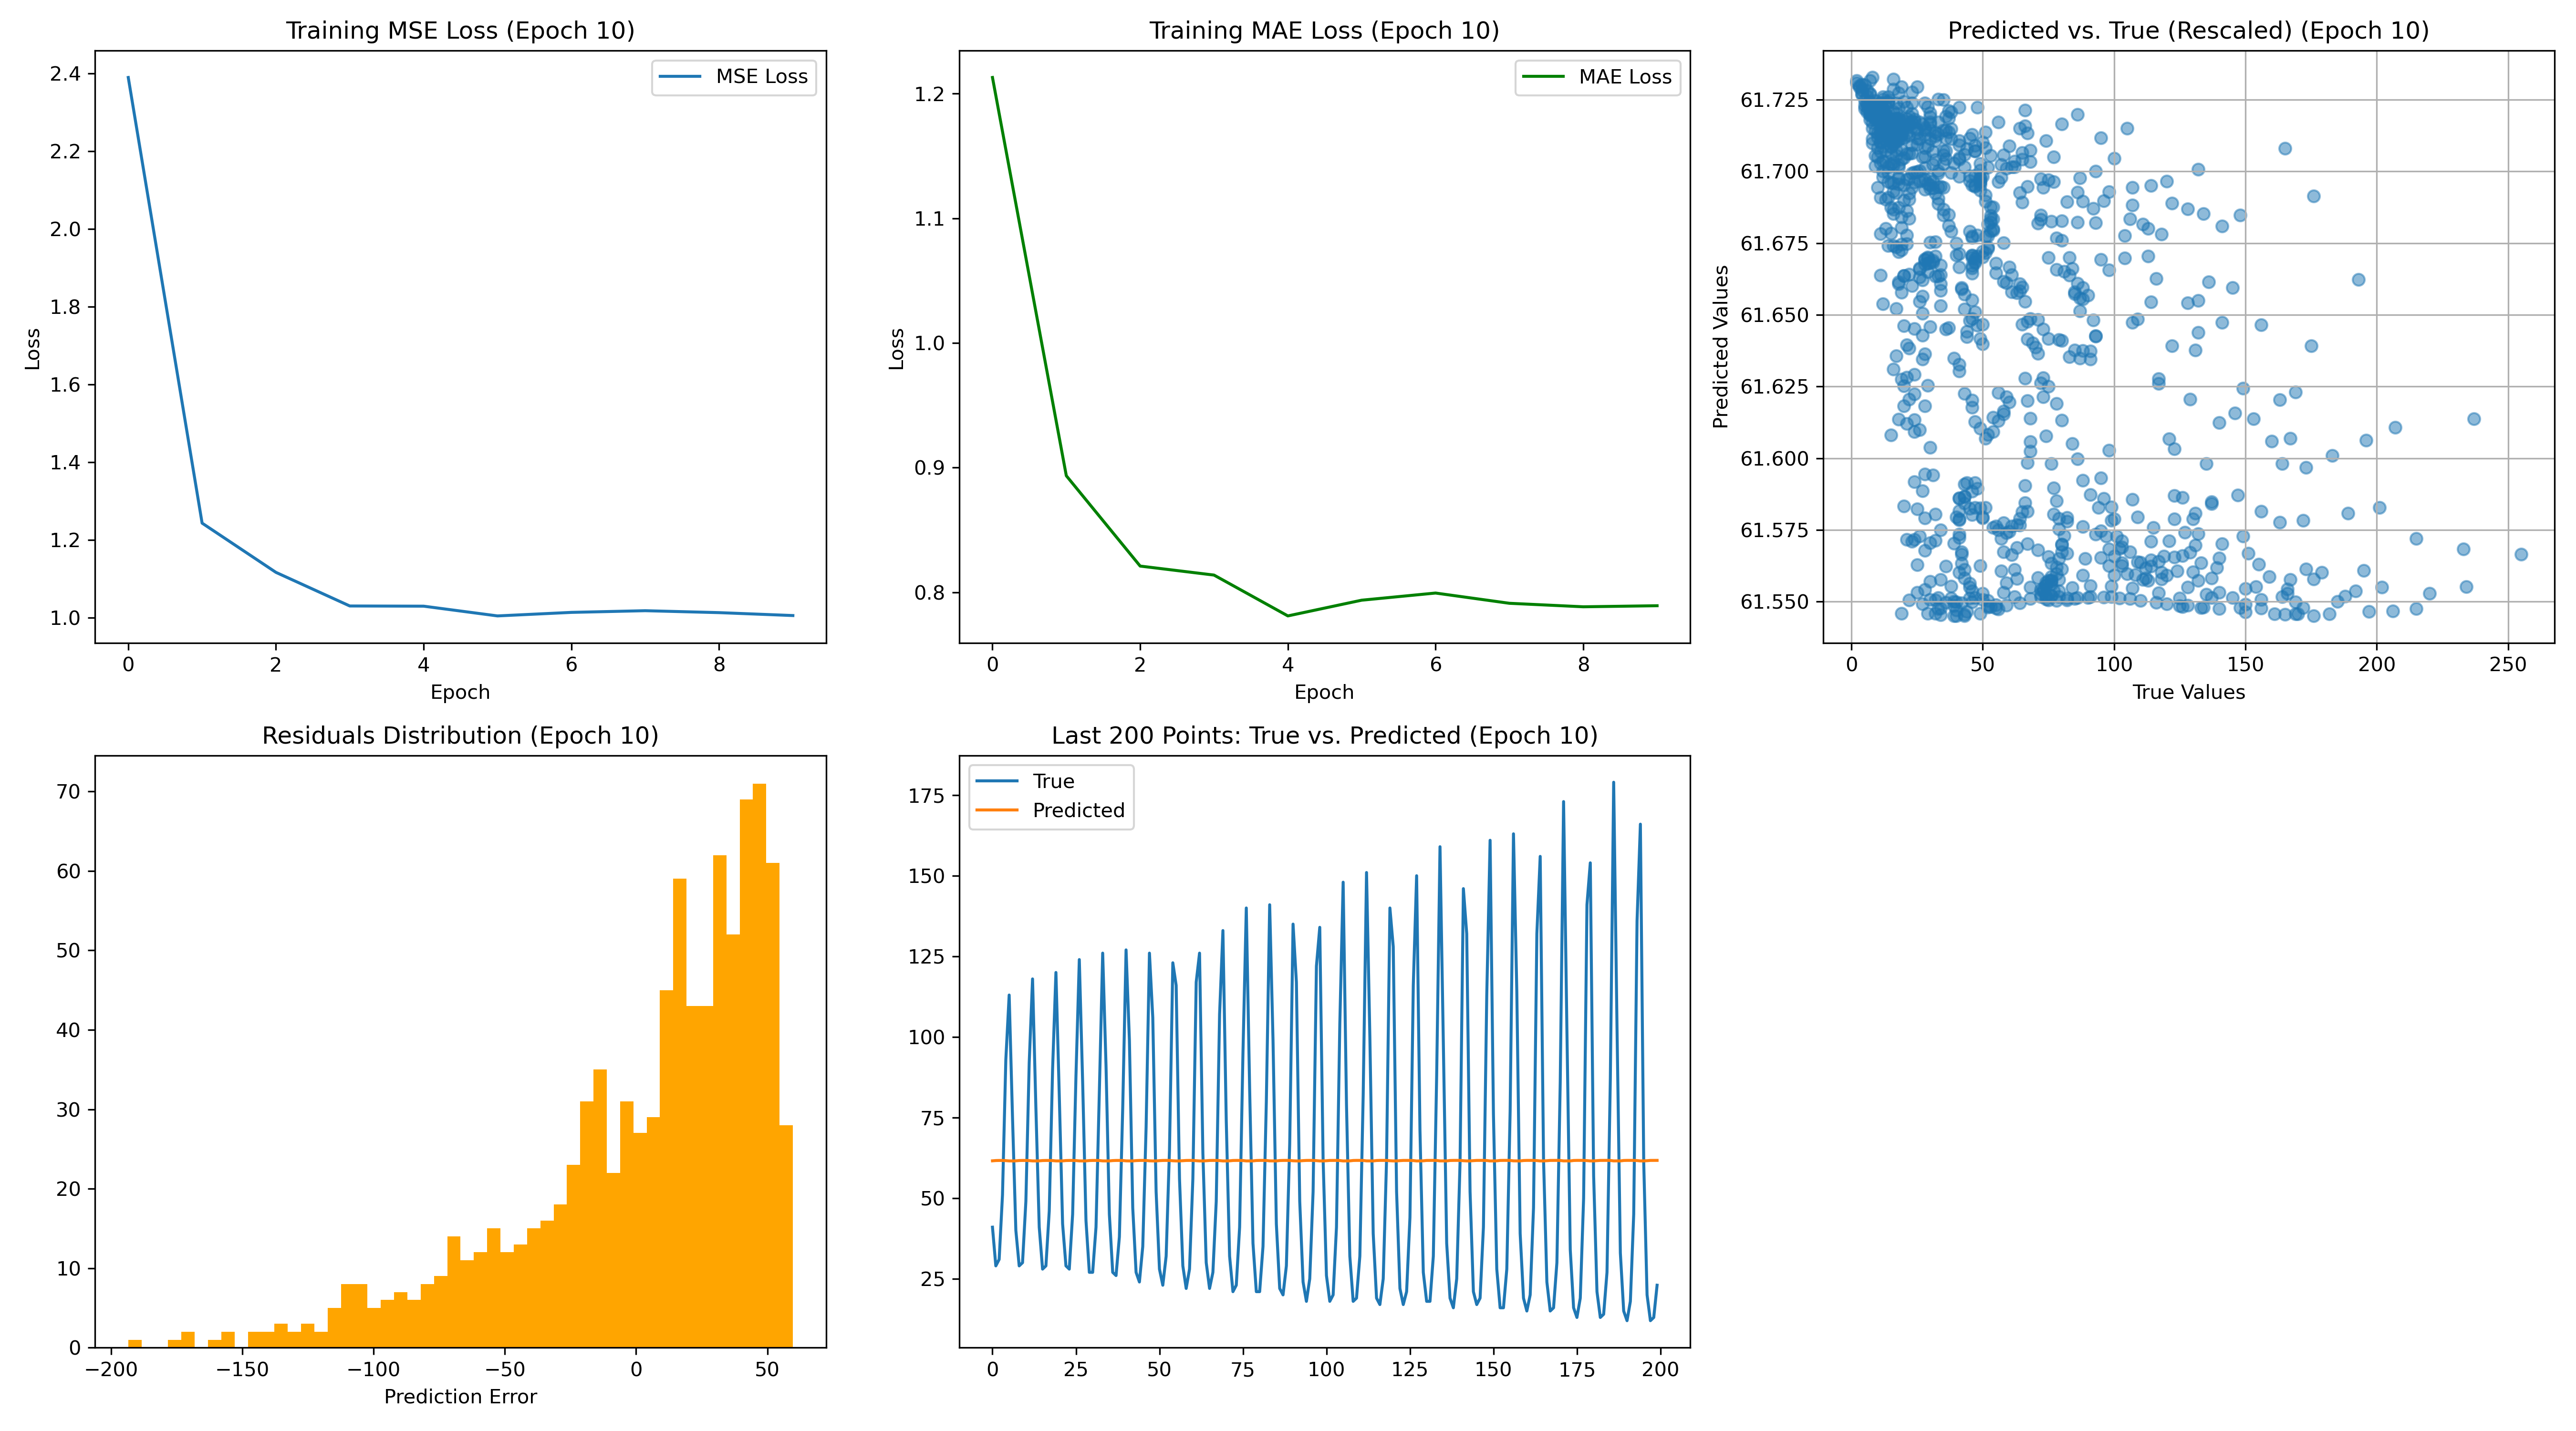 Training MSE Loss (Epoch 10)
2.4
2.2
2.0
1.8
1.6
1.4
1.2
1.0
Loss
MSE Loss
0 2 4 6 8
Epoch
Training MAE Loss (Epoch 10)
1.2
1.1
1.0
0.9
0.8
Loss
MAE Loss
0 2 4 6 8
Epoch
Predicted vs. True (Rescaled) (Epoch 10)
61.725
61.700
61.675
61.650
61.625
61.600
61.575
61.550
Predicted Values
0 50 100 150 200 250
True Values
Residuals Distribution (Epoch 10)
70
60
50
40
30
20
10
0
−200 −150 −100 −50 0 50
Prediction Error
Last 200 Points: True vs. Predicted (Epoch 10)
True
Predicted
175
150
125
100
75
50
25
0 25 50 75 100 125 150 175 200